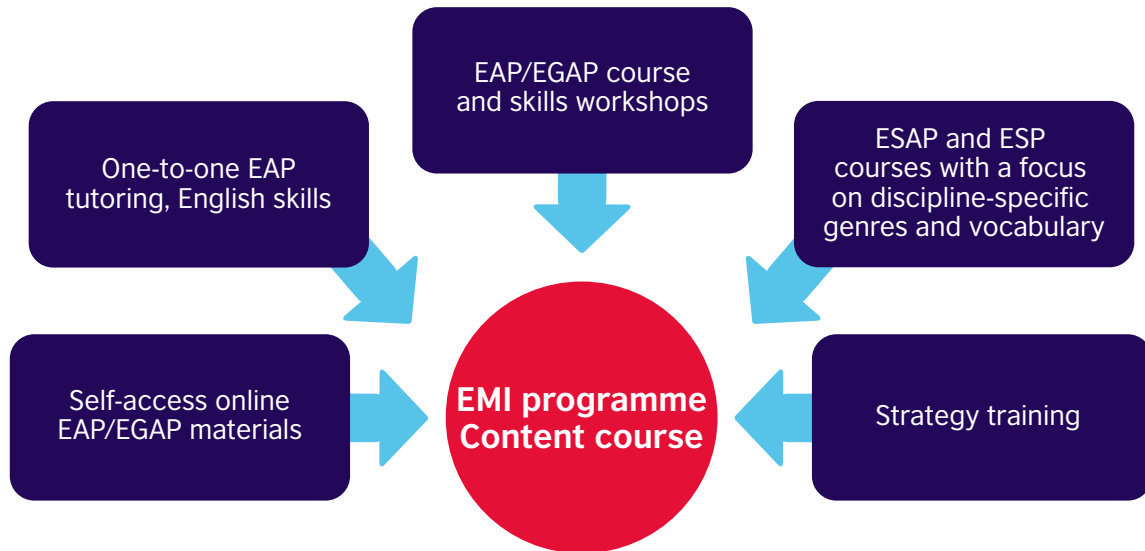 EAP/EGAP course
and skills workshops
One-to-one EAP
tutoring, English skills
ESAP and ESP
courses with a focus
on discipline-specific
genres and vocabulary
Self-access online
EAP/EGAP materials
EMI programme
Content course
Strategy training